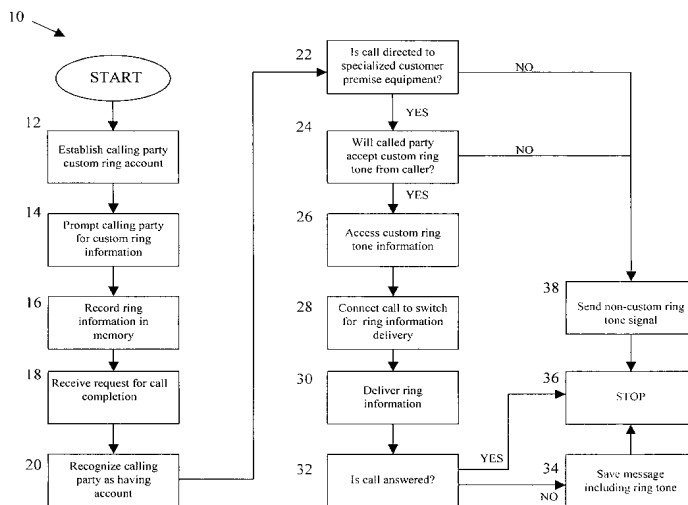 10
START
12
Establish calling party
custom ring account
14
Prompt calling party
for custom ring
information
16
Record ring
information in
memory
18
Receive request for call
completion
20
Recognize calling
party as having
account
22
Is call directed to
specialized customer
premise equipment?
NO
YES
24
Will called party
accept custom ring
tone from caller?
NO
YES
26
Access custom ring
tone information
28
Connect call to switch
for ring information
delivery
30
Deliver ring
information
32
Is call answered?
YES
NO
38
Send non-custom ring
tone signal
36
STOP
34
Save message
including ring tone